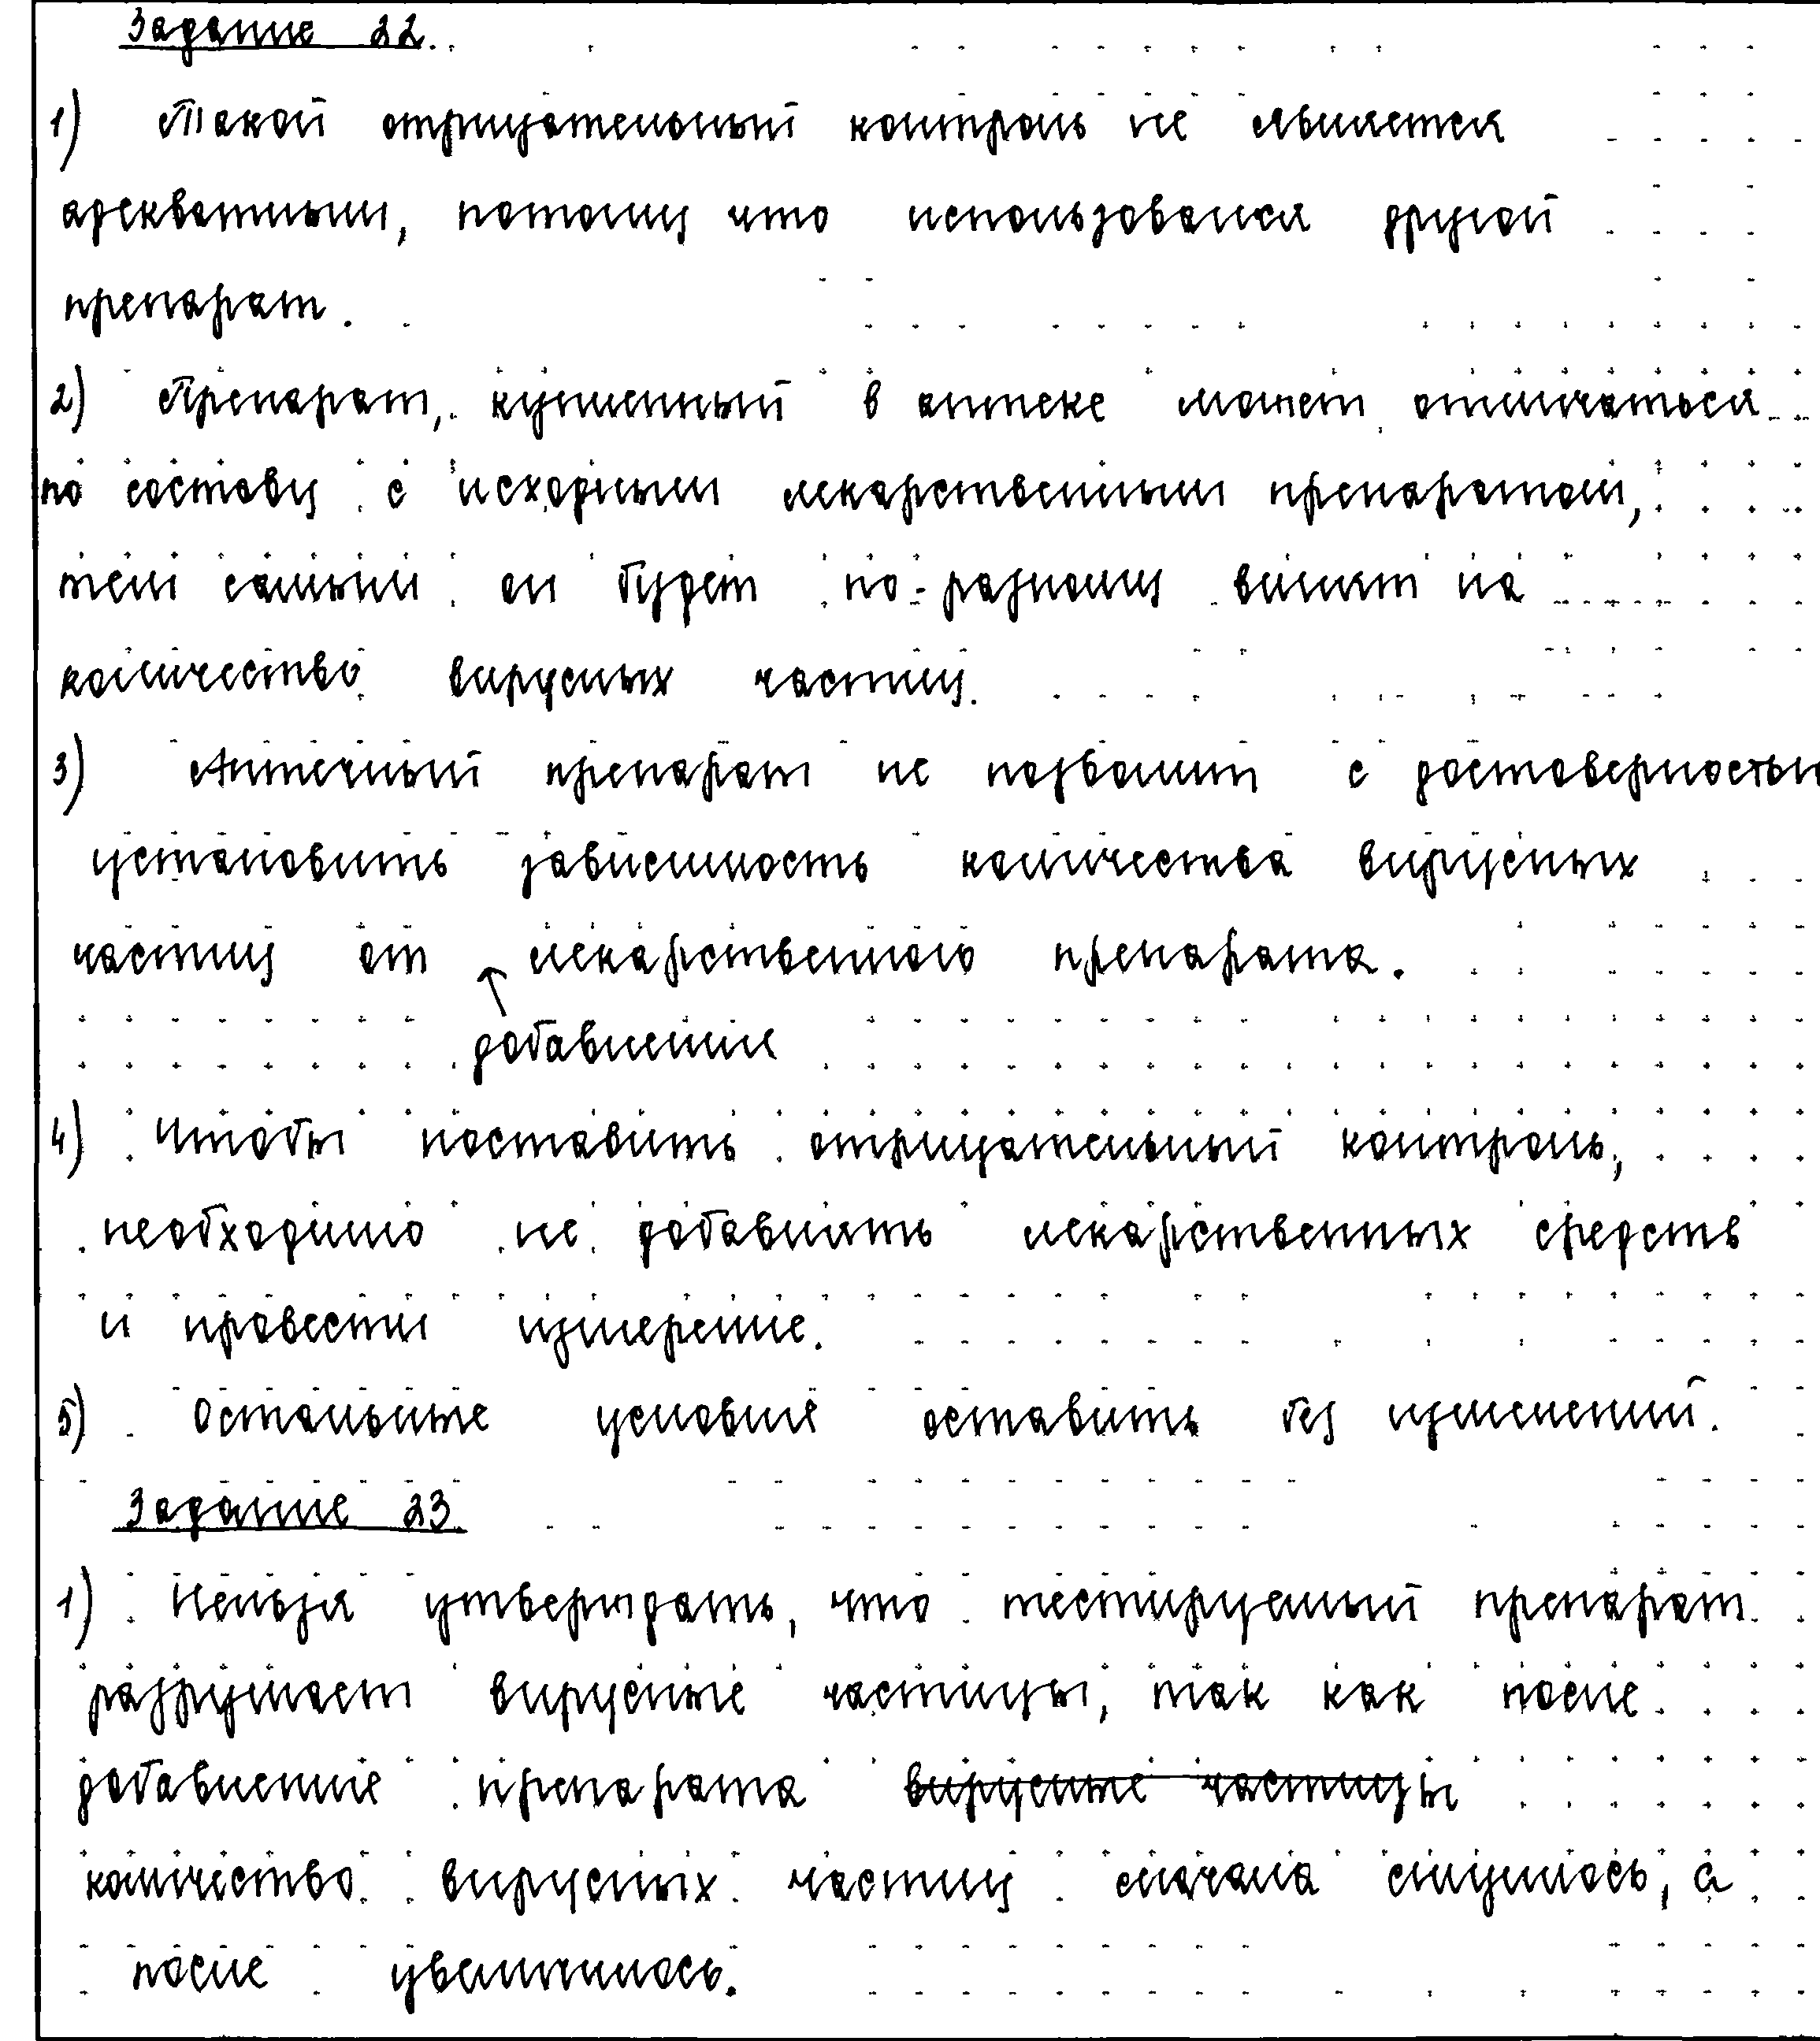 Задание 22.
1) Такой отрицательный контроль не является
адекватным, потому что использовался другой
препарат.
2) Препарат, купленный в аптеке может отличаться
по составу с исходным лекарственным препаратом,
тем самым он будет по-разному влият на
количество вирусных частиц.
3) Аптечный препарат не позволит с достоверностью
установить зависимость количества вирусных
частиц от лекарственного препарата.
↑
добавления
4) Чтобы поставить отрицательный контроль,
необходимо не добавлять лекарственных средств
и провести измерение.
5) Остальные условия оставить без изменений.
Задание 23.
1) Нельзя утверждать, что тестируемый препарат
разрушает вирусные частицы, так как после
добавления препарата вирусные частицы
количество вирусных частиц сначала снизилось, а
после увеличилось.